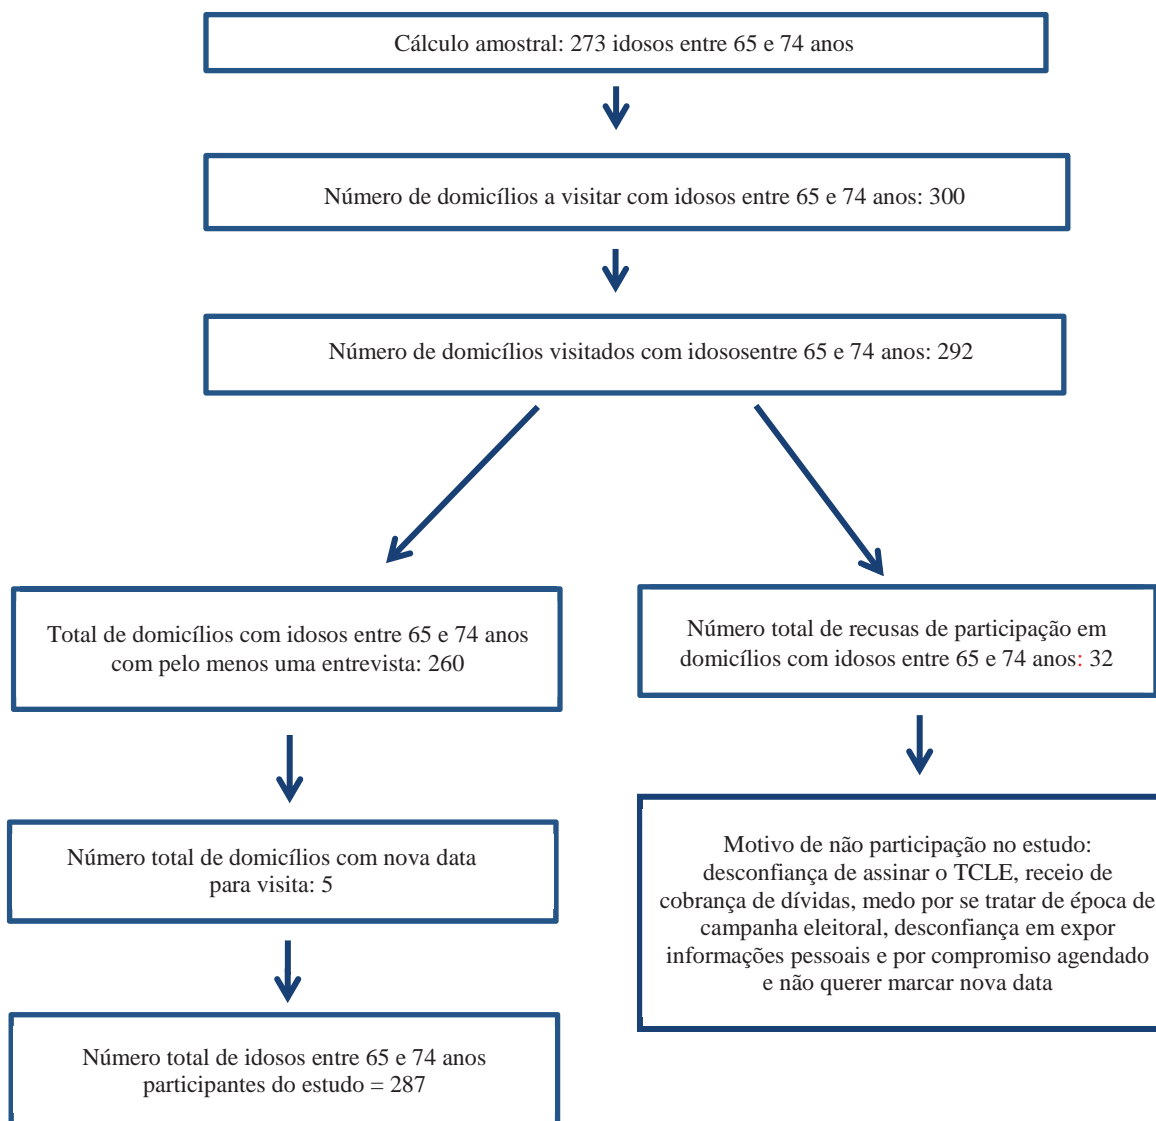 Cálculo amostral: 273 idosos entre 65 e 74 anos
Número de domicílios a visitar com idosos entre 65 e 74 anos: 300
Número de domicílios visitados com idososentre 65 e 74 anos: 292
Total de domicílios com idosos entre 65 e 74 anos
com pelo menos uma entrevista: 260
Número total de domicílios com nova data
para visita: 5
Número total de idosos entre 65 e 74 anos
participantes do estudo = 287
Número total de recusas de participação em
domicílios com idosos entre 65 e 74 anos: 32
Motivo de não participação no estudo:
desconfiança de assinar o TCLE, receio de
cobrança de dívidas, medo por se tratar de época de
campanha eleitoral, desconfiança em expor
informações pessoais e por compromiso agendado
e não querer marcar nova data